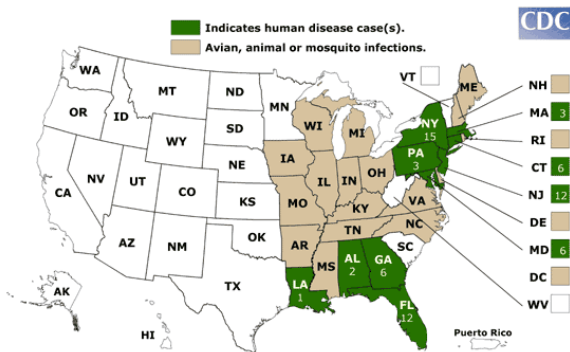 Indicates human disease case(s).
Avian, animal or mosquito infections.
CDC
WA
MT
ND
MN
VT
ME
NH
OR
ID
SD
WI
MI
NY
15
MA 3
WY
RI
NE
IA
PA
3
CT 6
NV
UT
CO
IL
IN
OH
NJ 12
CA
KS
MO
KY
VA
DE
AZ
NM
OK
AR
TN
NC
MD 6
SC
DC
TX
MS
AL
2
GA
6
WV
LA
1
AK
FL
12
HI
Puerto Rico